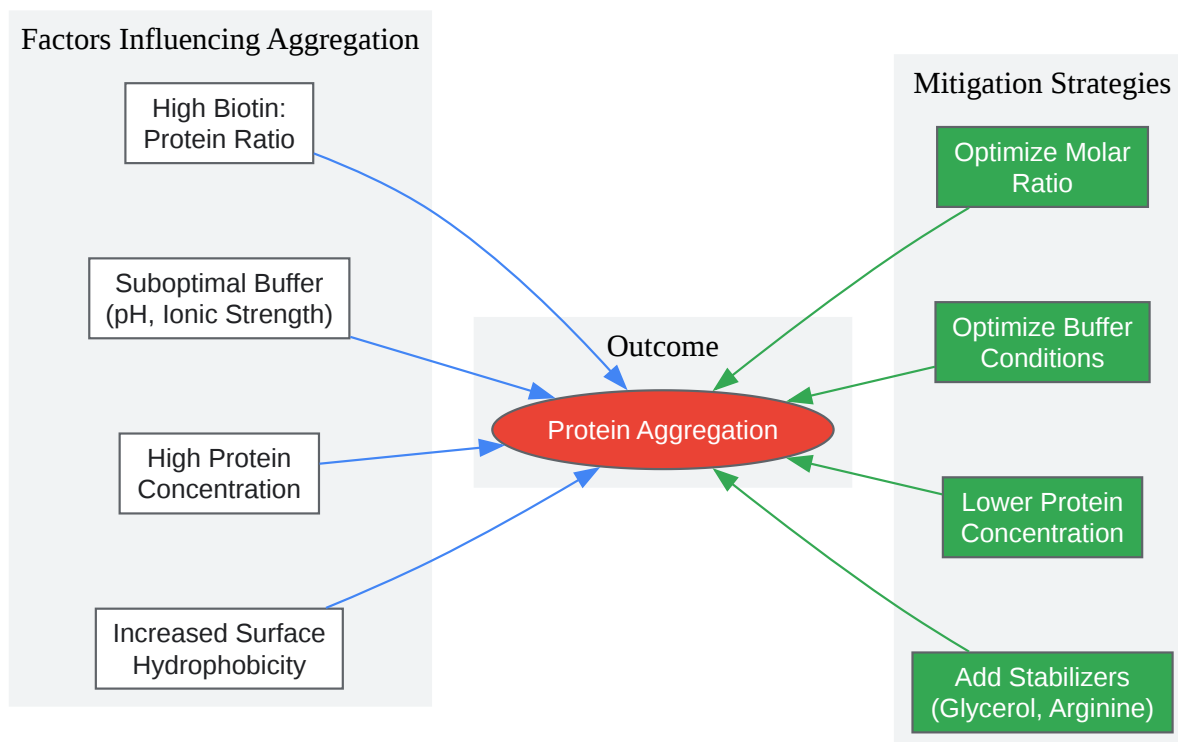 Factors Influencing Aggregation
High Biotin:
Protein Ratio
Suboptimal Buffer
(pH, Ionic Strength)
High Protein
Concentration
Increased Surface
Hydrophobicity
Outcome
Protein Aggregation
Mitigation Strategies
Optimize Molar
Ratio
Optimize Buffer
Conditions
Lower Protein
Concentration
Add Stabilizers
(Glycerol, Arginine)